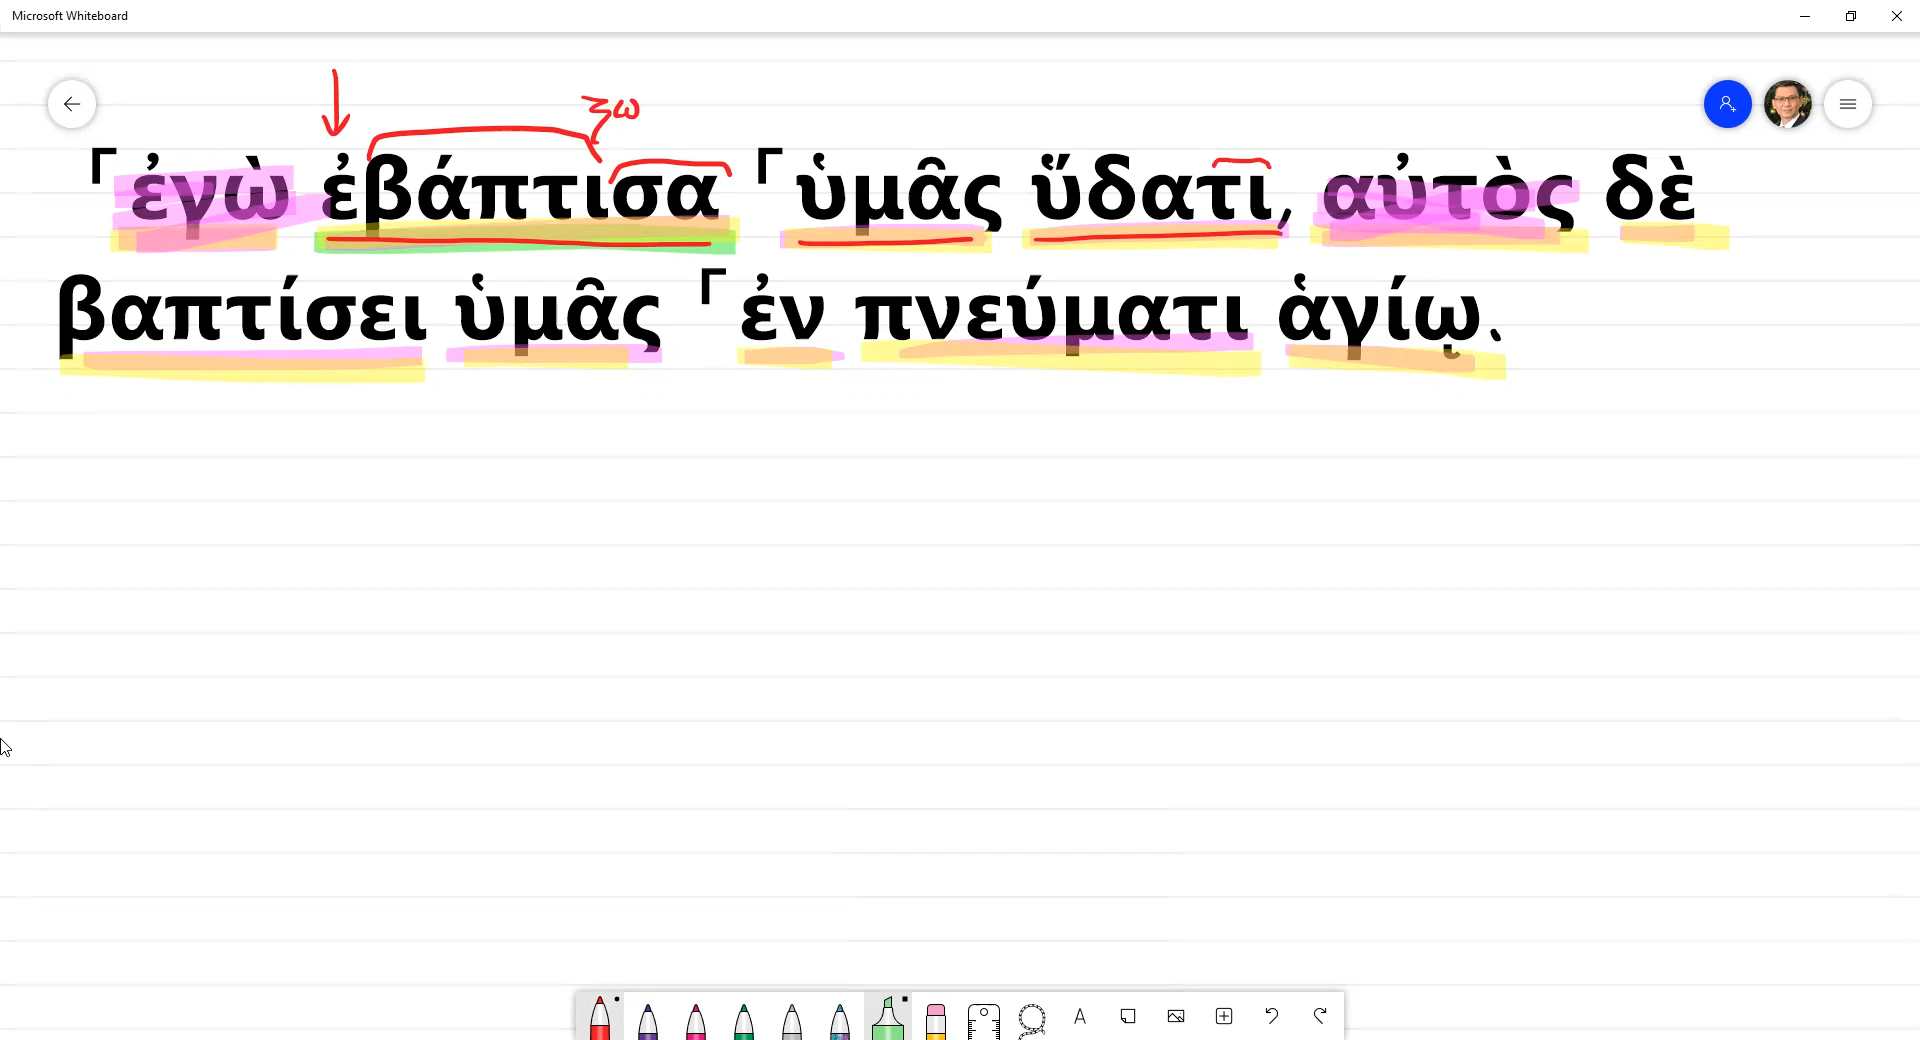 Microsoft Whiteboard
ζω
⸀ἐγὼ ἐβάπτισα ⸀ὑμᾶς ὕδατι, αὐτὸς δὲ
βαπτίσει ὑμᾶς ⸀ἐν πνεύματι ἁγίῳ.